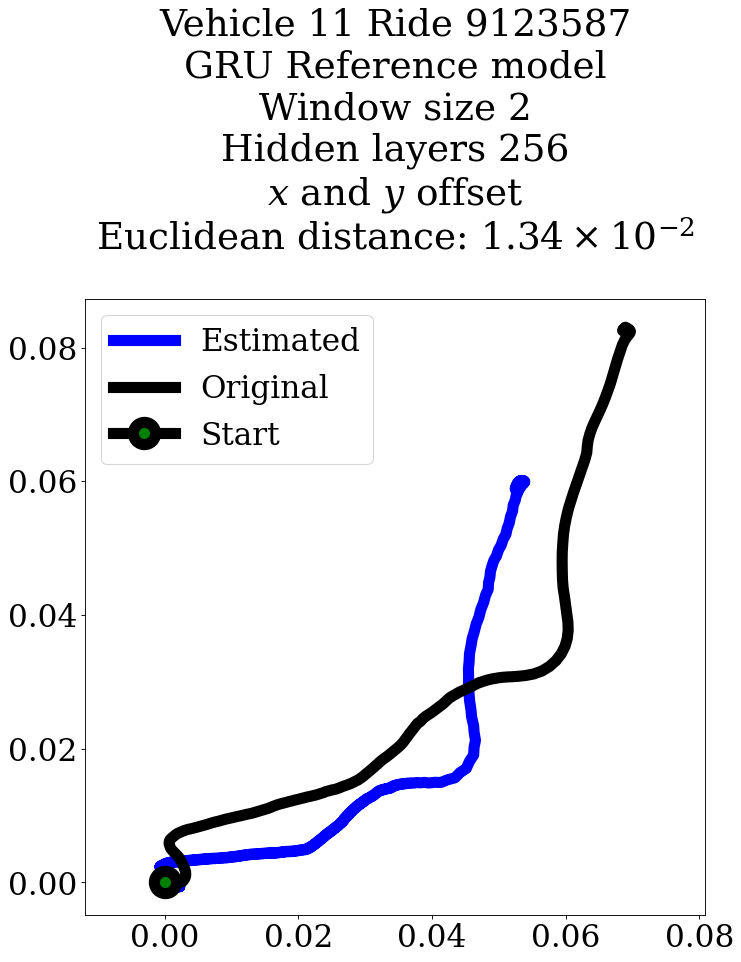 Vehicle 11 Ride 9123587
GRU Reference model
Window size 2
Hidden layers 256
x and y offset
Euclidean distance: 1.34 × 10⁻²
Estimated
Original
Start
0.08
0.06
0.04
0.02
0.00
0.00 0.02 0.04 0.06 0.08